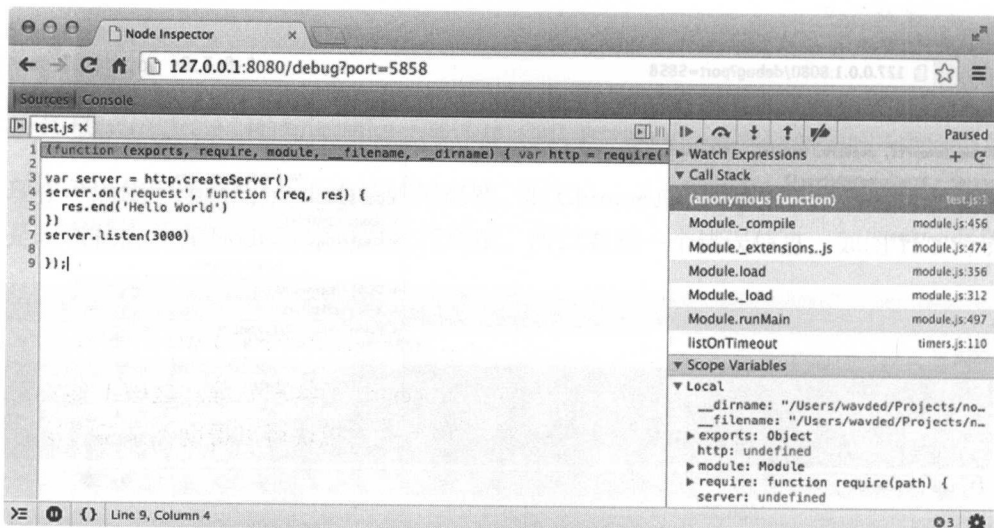 Node Inspector ×
127.0.0.1:8080/debug?port=5858
Sources Console
test.js ×
Paused
1 (function (exports, require, module, __filename, __dirname) { var http = require('
2
3 var server = http.createServer()
4 server.on('request', function (req, res) {
5 res.end('Hello World')
6 })
7 server.listen(3000)
8
9 });
Watch Expressions + C
Call Stack
(anonymous function) test.js:1
Module._compile module.js:456
Module._extensions..js module.js:474
Module.load module.js:356
Module._load module.js:312
Module.runMain module.js:497
listOnTimeout timers.js:110
Scope Variables
Local
__dirname: "/Users/wavded/Projects/no…
__filename: "/Users/wavded/Projects/n…
exports: Object
http: undefined
module: Module
require: function require(path) {
server: undefined
{} Line 9, Column 4
3